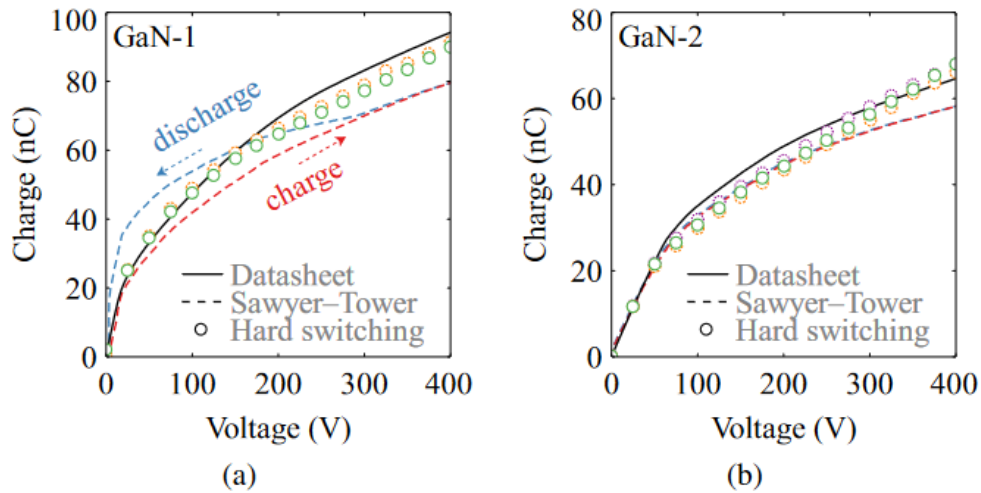 GaN-1
Charge (nC)
100
80
60
40
20
0
discharge
charge
Datasheet
Sawyer–Tower
Hard switching
0
100
200
300
400
Voltage (V)
(a)
GaN-2
Charge (nC)
80
60
40
20
0
Datasheet
Sawyer–Tower
Hard switching
0
100
200
300
400
Voltage (V)
(b)